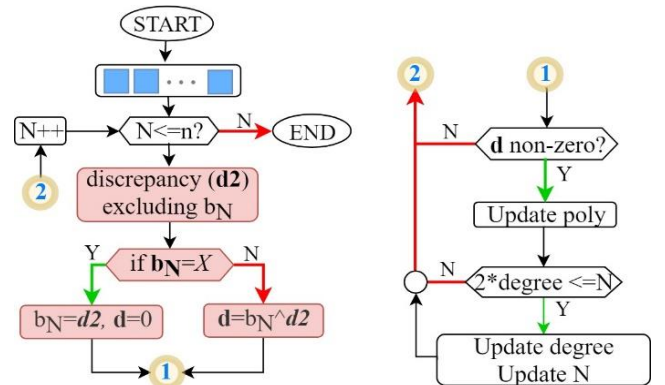 START
...
N++
N<=n?
N
END
2
discrepancy (d2)
excluding bN
Y
if bN=X
N
bN=d2, d=0
d=bN^d2
1
2
1
N
d non-zero?
Y
Update poly
N
2*degree <=N
Y
Update degree
Update N